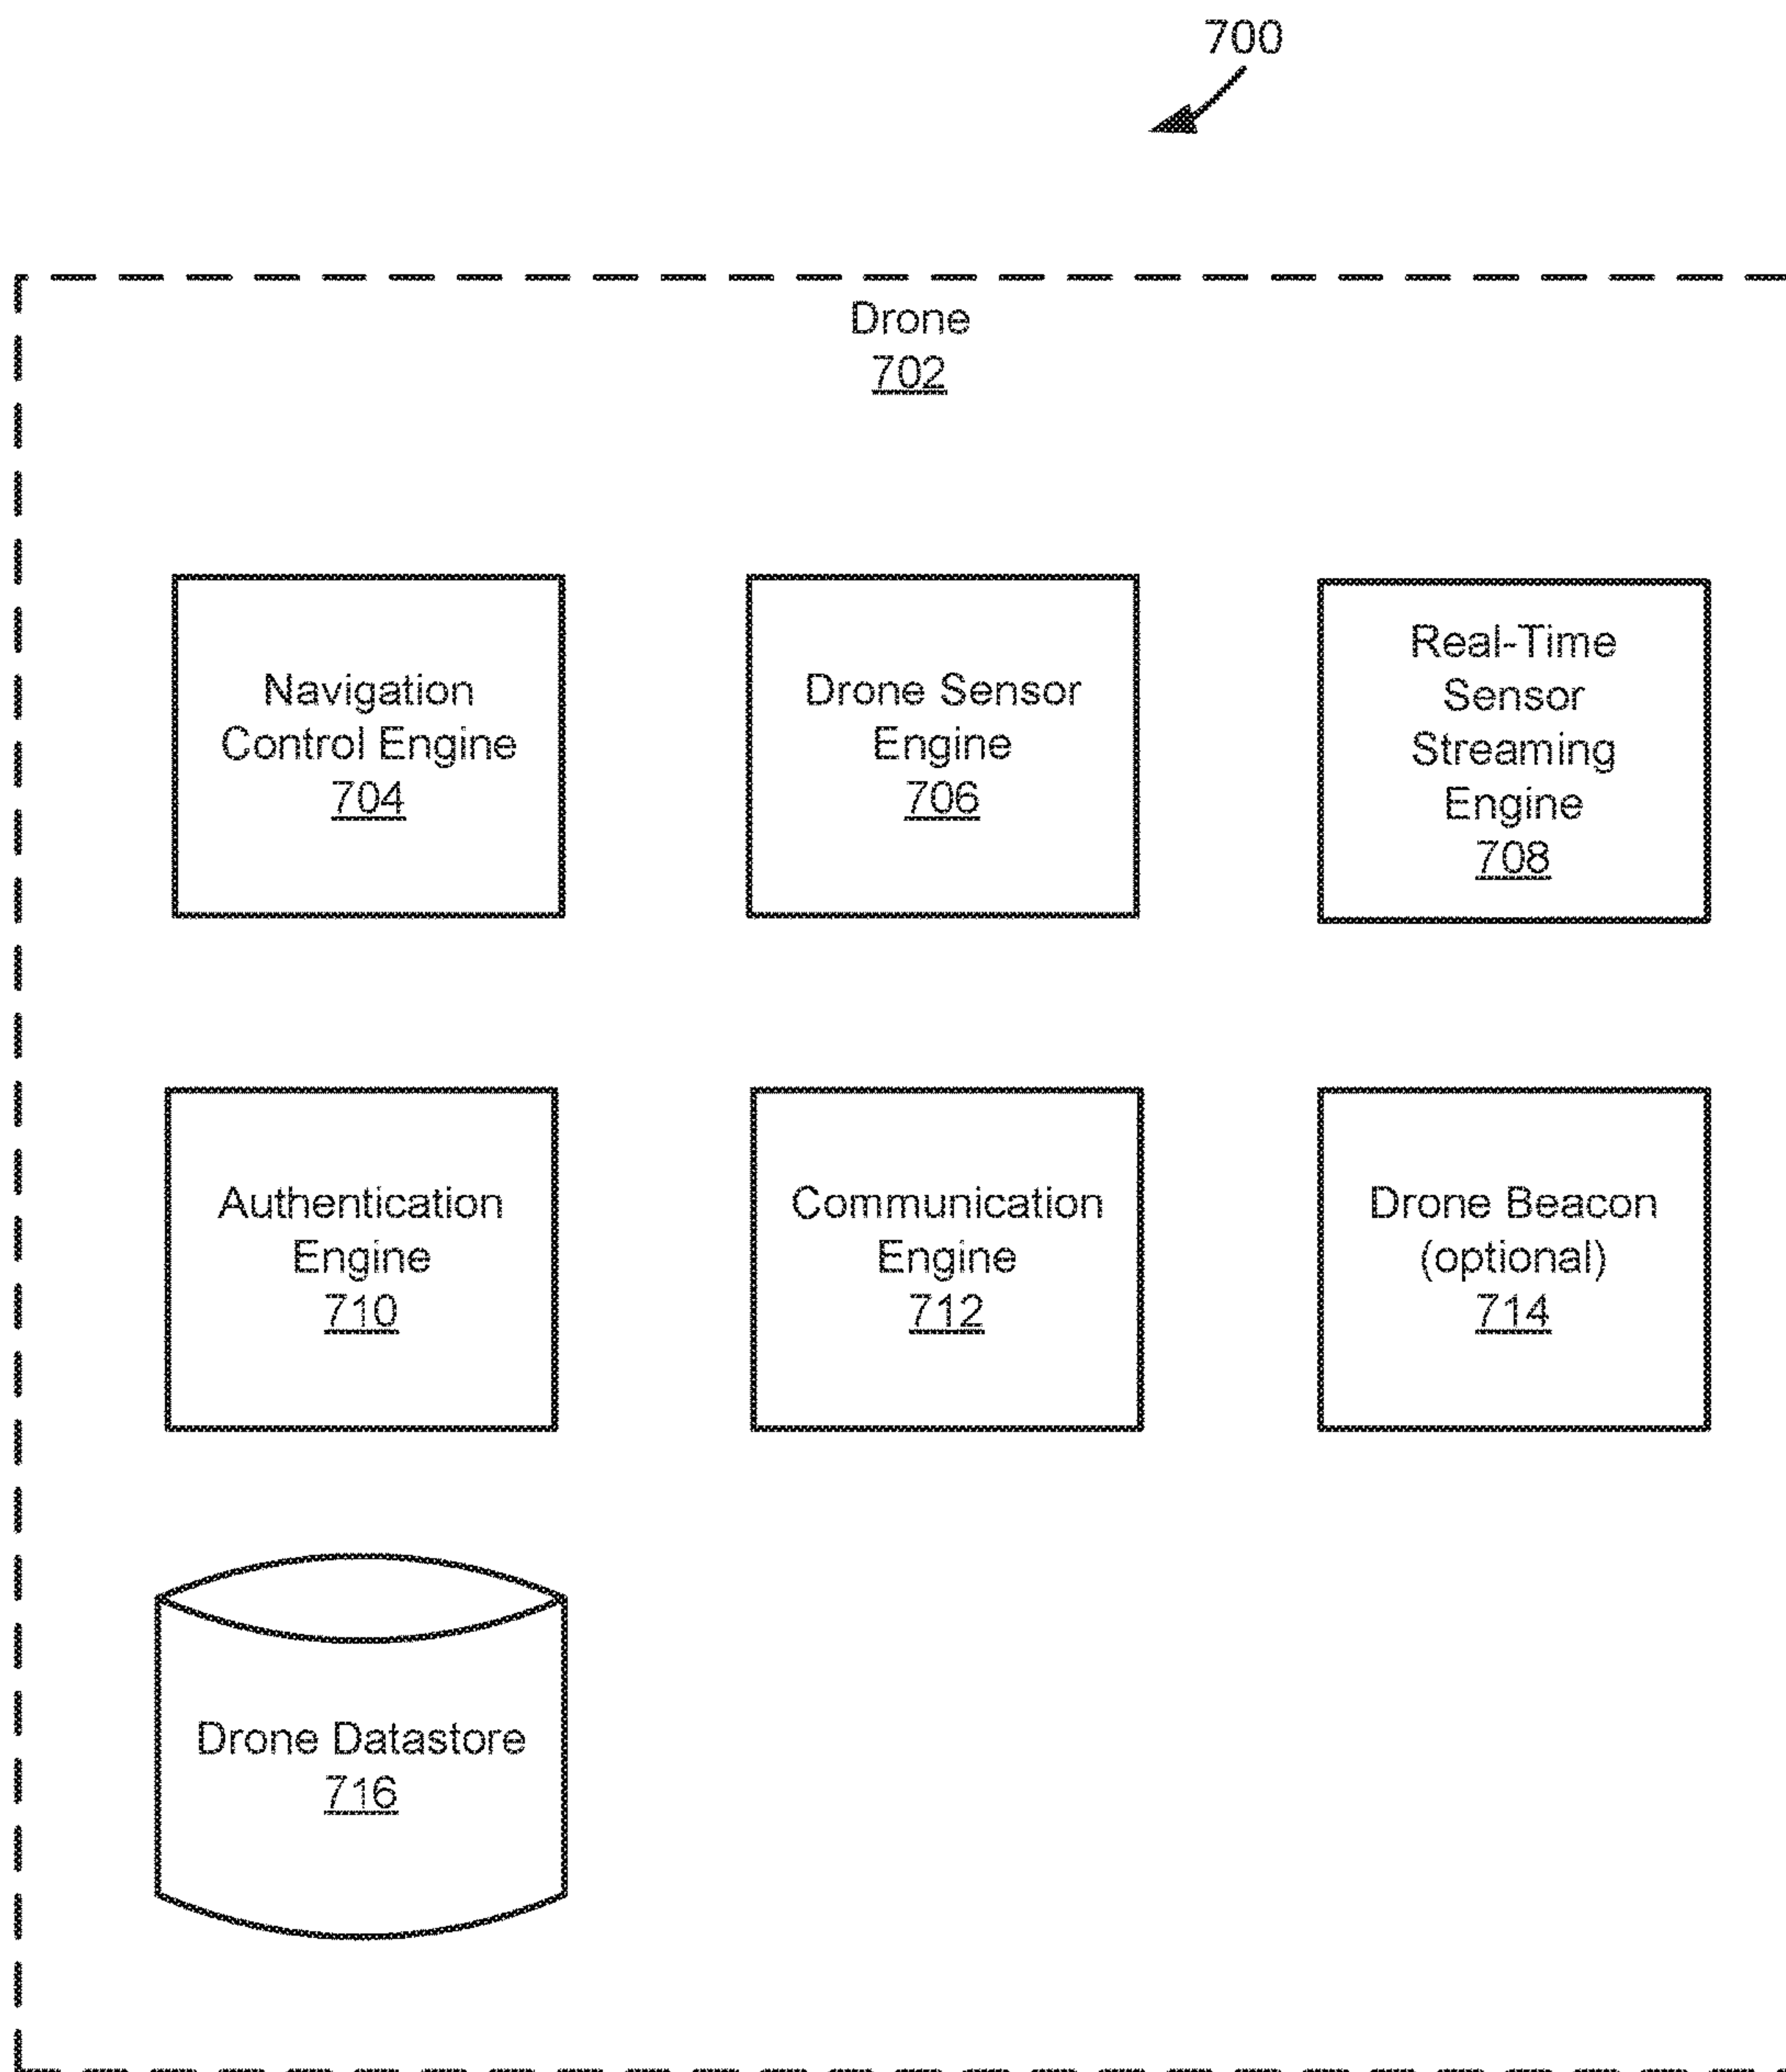 700
Drone
702
Navigation
Control Engine
704
Drone Sensor
Engine
706
Real-Time
Sensor
Streaming
Engine
708
Authentication
Engine
710
Communication
Engine
712
Drone Beacon
(optional)
714
Drone Datastore
716